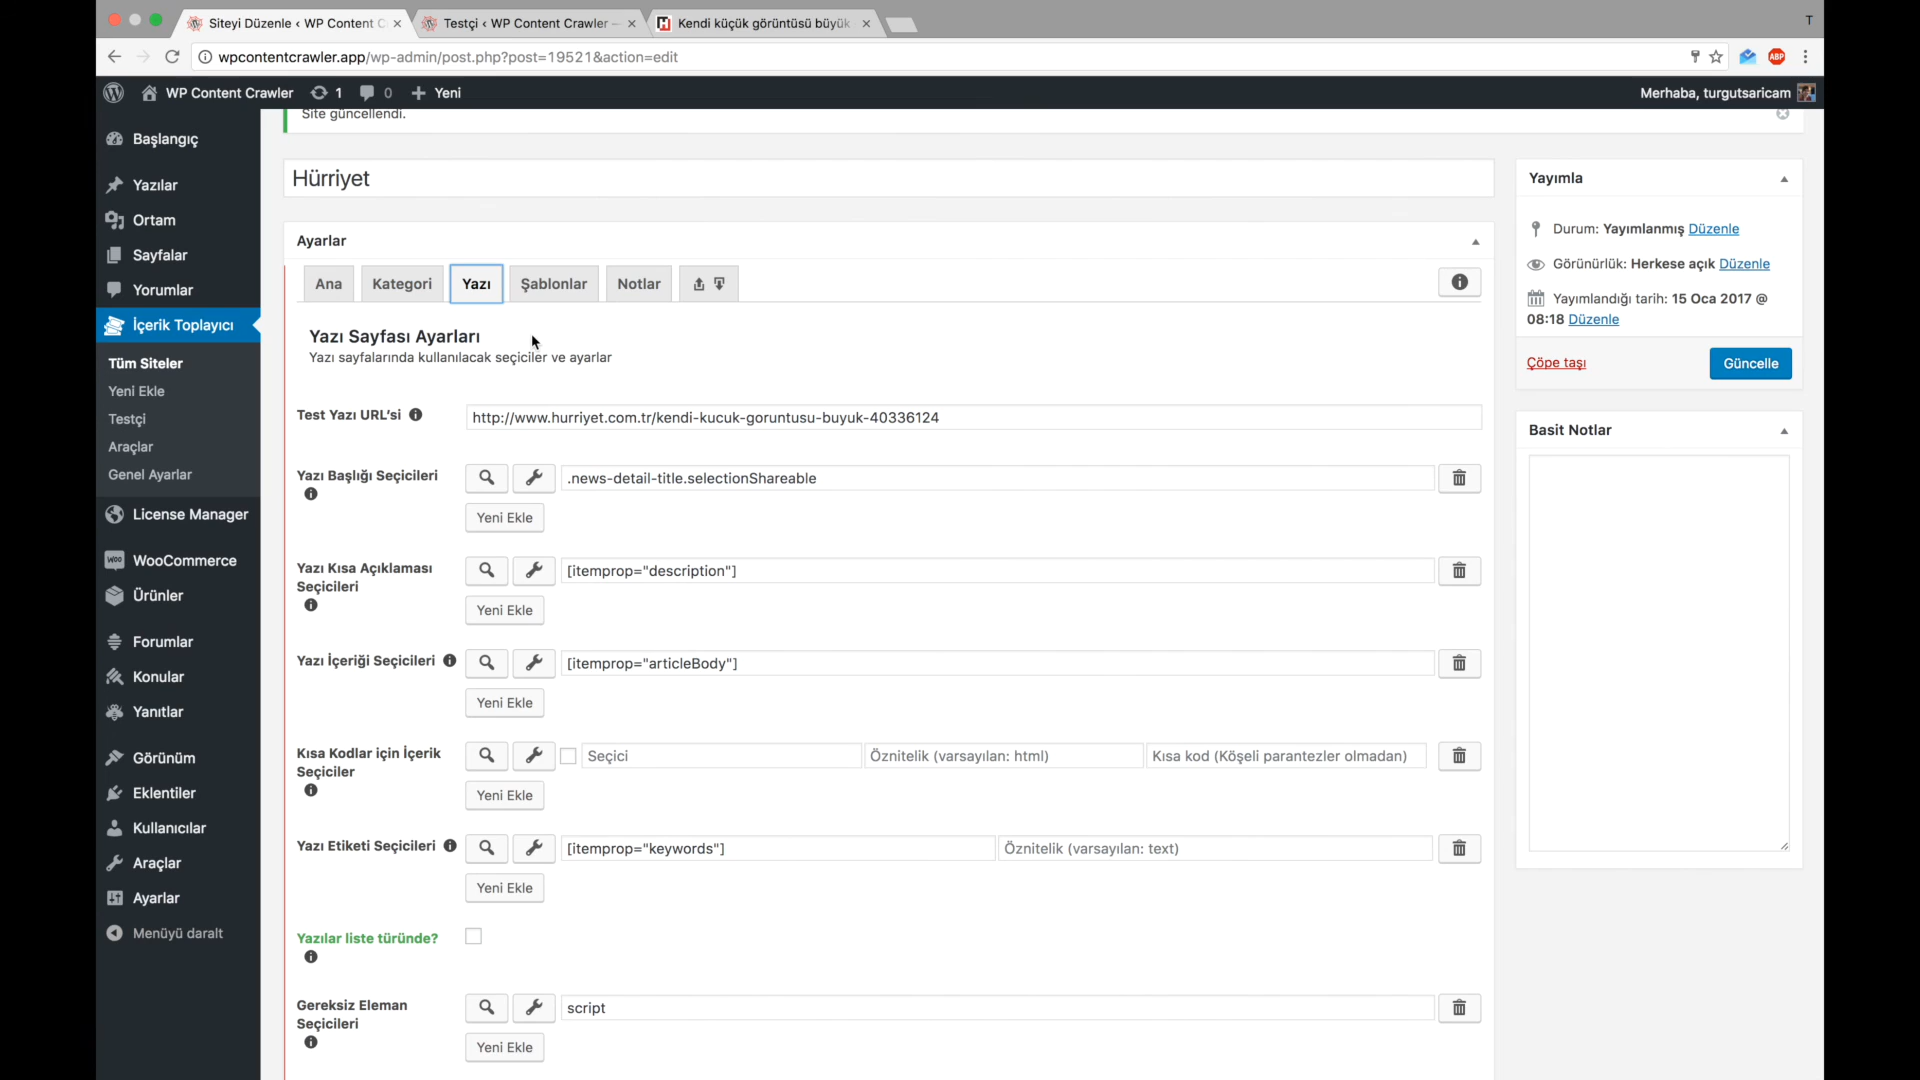 Siteyi Düzenle ‹ WP Content C
Testçi ‹ WP Content Crawler –
Kendi küçük görüntüsü büyük
T
wpcontentcrawler.app/wp-admin/post.php?post=19521&action=edit
ABP
WP Content Crawler
1
0
Yeni
Merhaba, turgutsaricam
Başlangıç
Yazılar
Ortam
Sayfalar
Yorumlar
İçerik Toplayıcı
Tüm Siteler
Yeni Ekle
Testçi
Araçlar
Genel Ayarlar
License Manager
WooCommerce
Ürünler
Forumlar
Konular
Yanıtlar
Görünüm
Eklentiler
Kullanıcılar
Araçlar
Ayarlar
Menüyü daralt
Site güncellendi.
Hürriyet
Ayarlar
Ana
Kategori
Yazı
Şablonlar
Notlar
Yazı Sayfası Ayarları
Yazı sayfalarında kullanılacak seçiciler ve ayarlar
Test Yazı URL'si
http://www.hurriyet.com.tr/kendi-kucuk-goruntusu-buyuk-40336124
Yazı Başlığı Seçicileri
.news-detail-title.selectionShareable
Yeni Ekle
Yazı Kısa Açıklaması
Seçicileri
[itemprop="description"]
Yeni Ekle
Yazı İçeriği Seçicileri
[itemprop="articleBody"]
Yeni Ekle
Kısa Kodlar için İçerik
Seçiciler
Seçici
Öznitelik (varsayılan: html)
Kısa kod (Köşeli parantezler olmadan)
Yeni Ekle
Yazı Etiketi Seçicileri
[itemprop="keywords"]
Öznitelik (varsayılan: text)
Yeni Ekle
Yazılar liste türünde?
Gereksiz Eleman
Seçicileri
script
Yeni Ekle
Yayımla
Durum: Yayımlanmış Düzenle
Görünürlük: Herkese açık Düzenle
Yayımlandığı tarih: 15 Oca 2017 @
08:18 Düzenle
Çöpe taşı
Güncelle
Basit Notlar